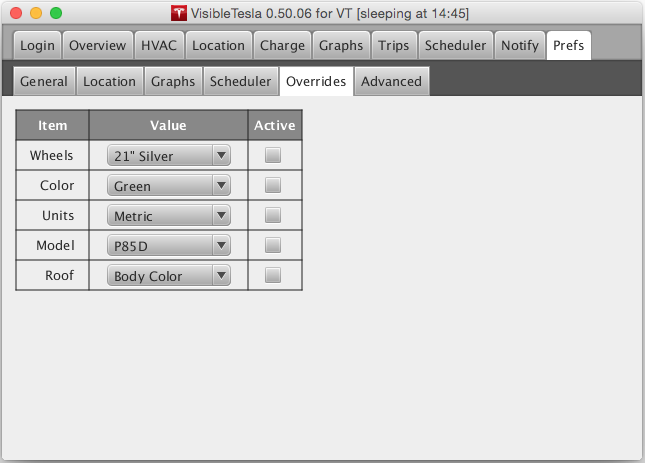 VisibleTesla 0.50.06 for VT [sleeping at 14:45]
Login Overview HVAC Location Charge Graphs Trips Scheduler Notify Prefs
General Location Graphs Scheduler Overrides Advanced
Item Value Active
Wheels 21" Silver
Color Green
Units Metric
Model P85D
Roof Body Color